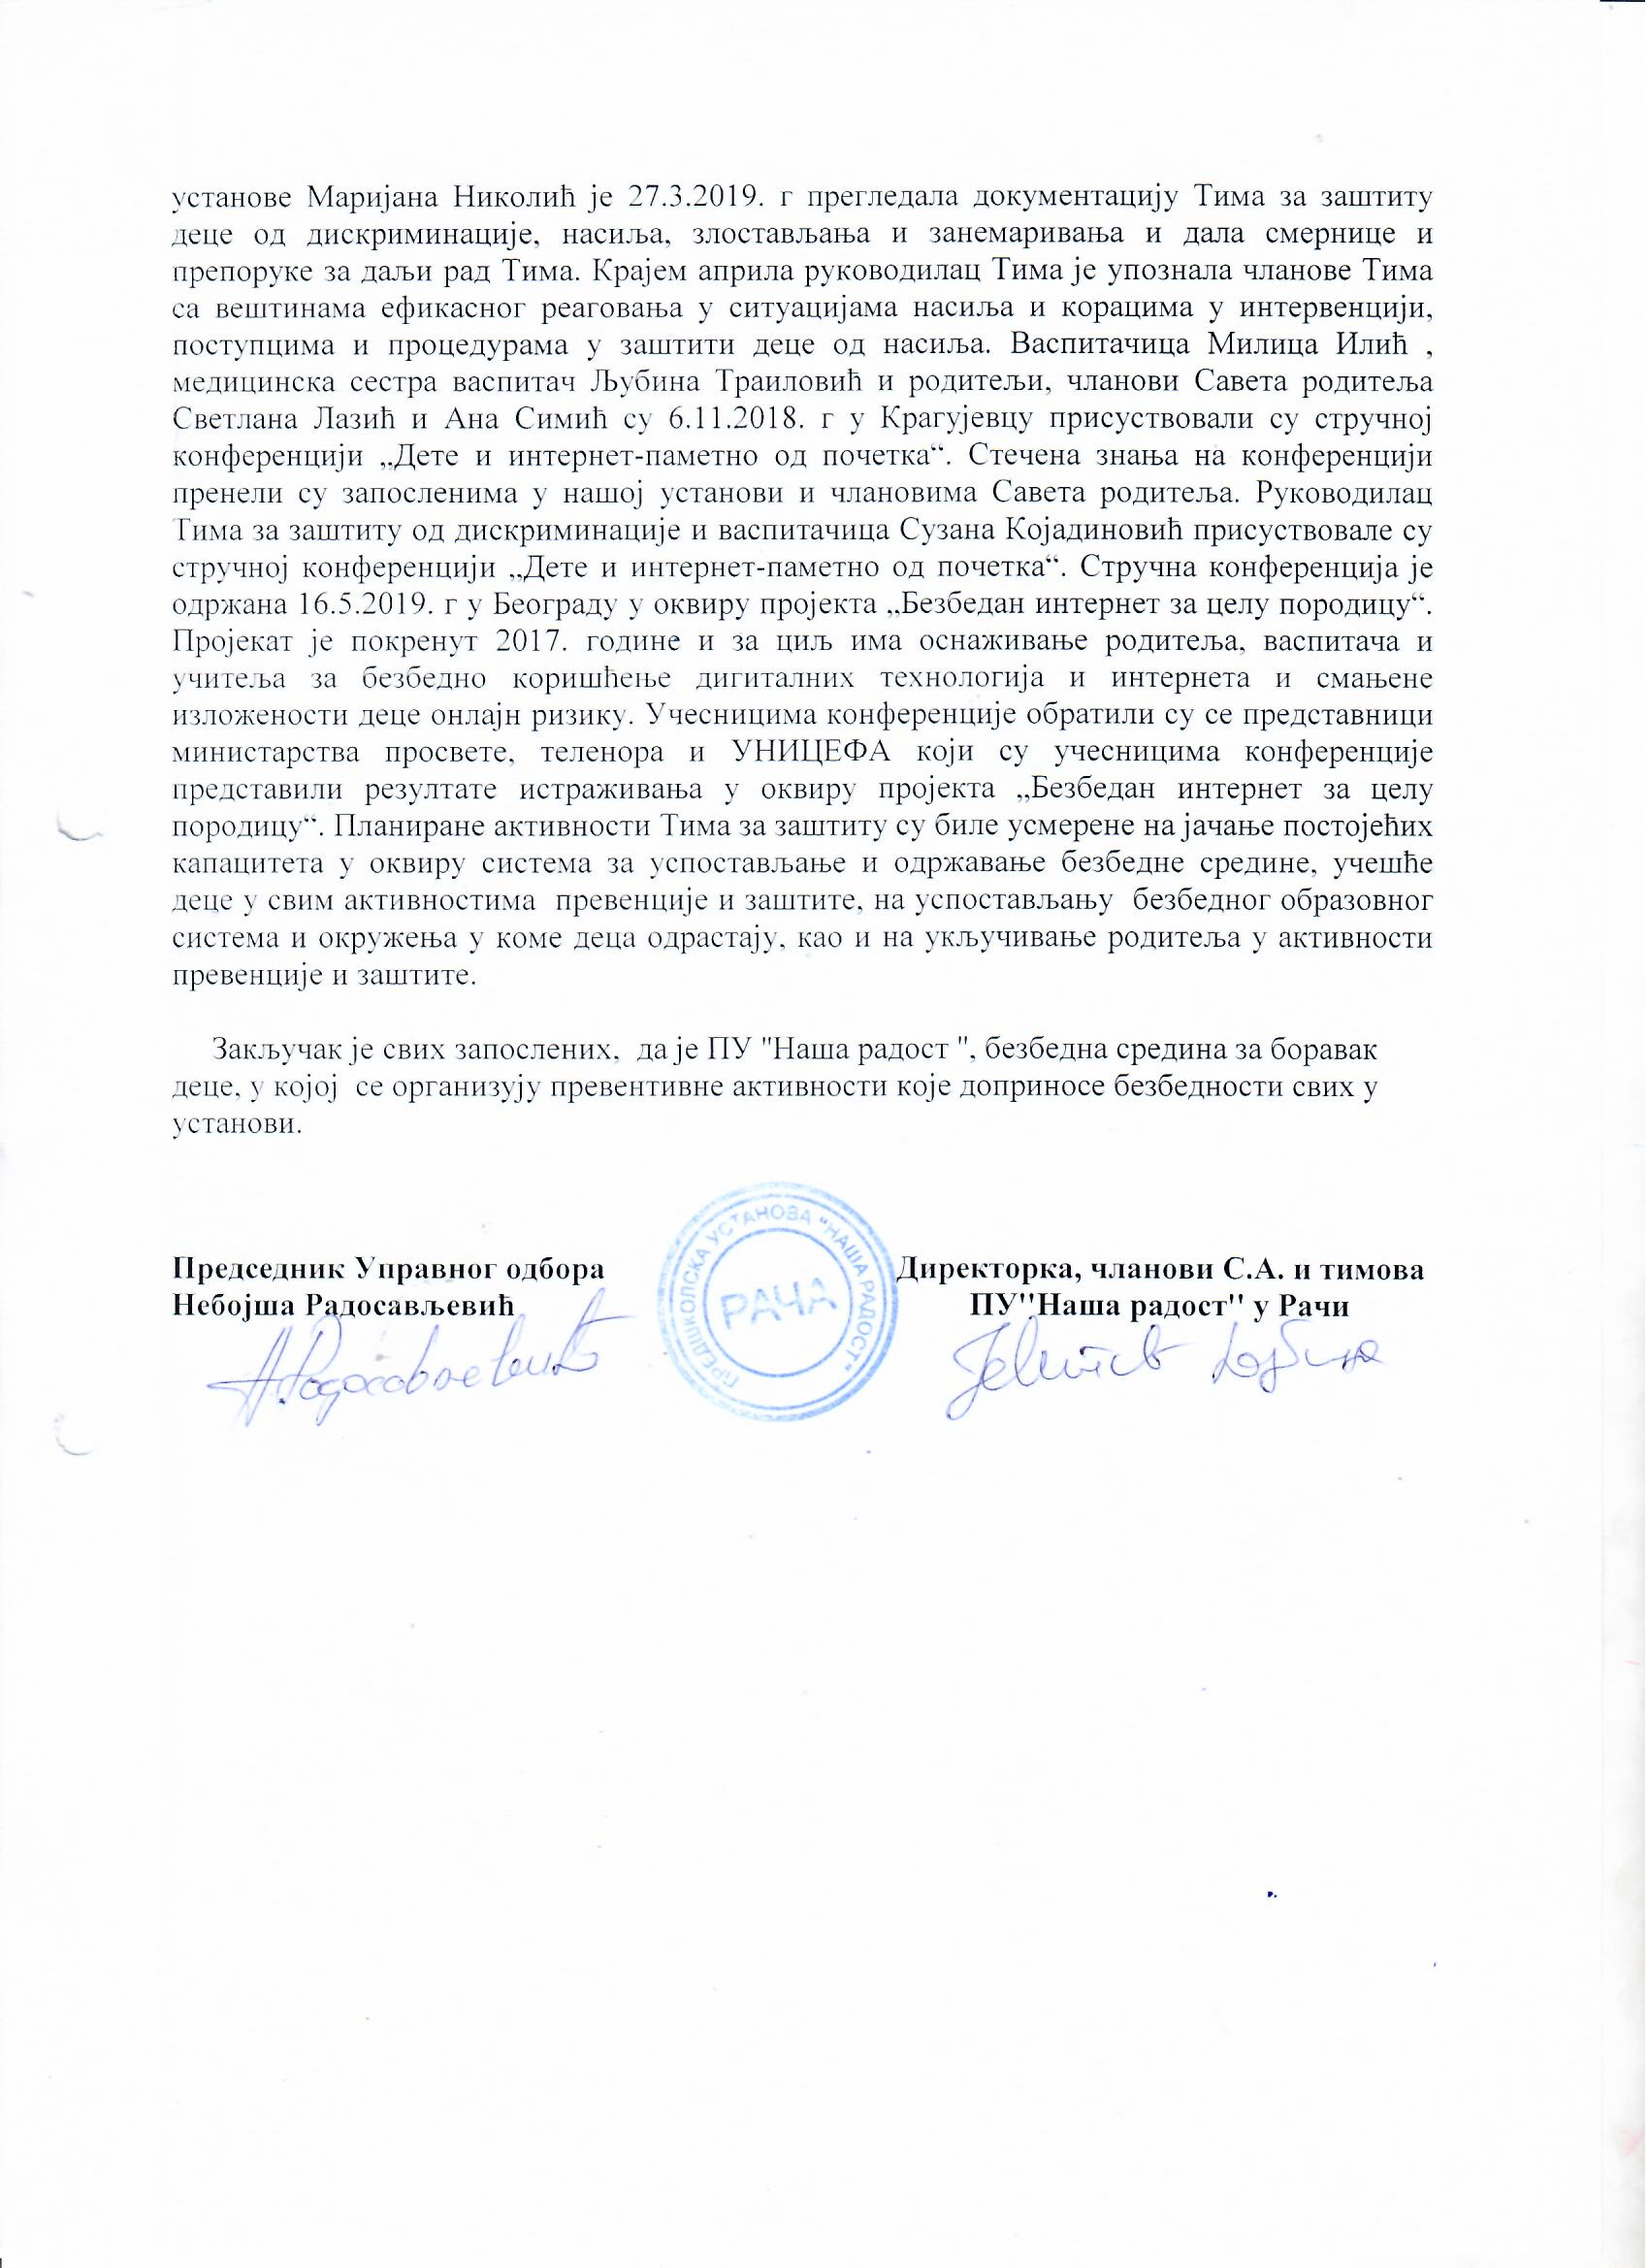 установе Маријана Николић је 27.3.2019. г прегледала документацију Тима за заштиту
деце од дискриминације, насиља, злостављања и занемаривања и дала смернице и
препоруке за даљи рад Тима. Крајем априла руководилац Тима је упознала чланове Тима
са вештинама ефикасног реаговања у ситуацијама насиља и корацима у интервенцији,
поступцима и процедурама у заштити деце од насиља. Васпитачица Милица Илић ,
медицинска сестра васпитач Љубина Траиловић и родитељи, чланови Савета родитеља
Светлана Лазић и Ана Симић су 6.11.2018. г у Крагујевцу присуствовали су стручној
конференцији „Дете и интернет-паметно од почетка“. Стечена знања на конференцији
пренели су запосленима у нашој установи и члановима Савета родитеља. Руководилац
Тима за заштиту од дискриминације и васпитачица Сузана Којадиновић присуствовале су
стручној конференцији „Дете и интернет-паметно од почетка“. Стручна конференција је
одржана 16.5.2019. г у Београду у оквиру пројекта „Безбедан интернет за целу породицу“.
Пројекат је покренут 2017. године и за циљ има оснаживање родитеља, васпитача и
учитеља за безбедно коришћење дигиталних технологија и интернета и смањене
изложености деце онлајн ризику. Учесницима конференције обратили су се представници
министарства просвете, теленора и УНИЦЕФА који су учесницима конференције
представили резултате истраживања у оквиру пројекта „Безбедан интернет за целу
породицу“. Планиране активности Тима за заштиту су биле усмерене на јачање постојећих
капацитета у оквиру система за успостављање и одржавање безбедне средине, учешће
деце у свим активностима превенције и заштите, на успостављању безбедног образовног
система и окружења у коме деца одрастају, као и на укључивање родитеља у активности
превенције и заштите.
Закључак је свих запослених, да је ПУ "Наша радост ", безбедна средина за боравак
деце, у којој се организују превентивне активности које доприносе безбедности свих у
установи.
Председник Управног одбора
Небојша Радосављевић
ПРЕДШКОЛСКА УСТАНОВА "НАША РАДОСТ"
РАЧА
Директорка, чланови С.А. и тимова
ПУ"Наша радост" у Рачи